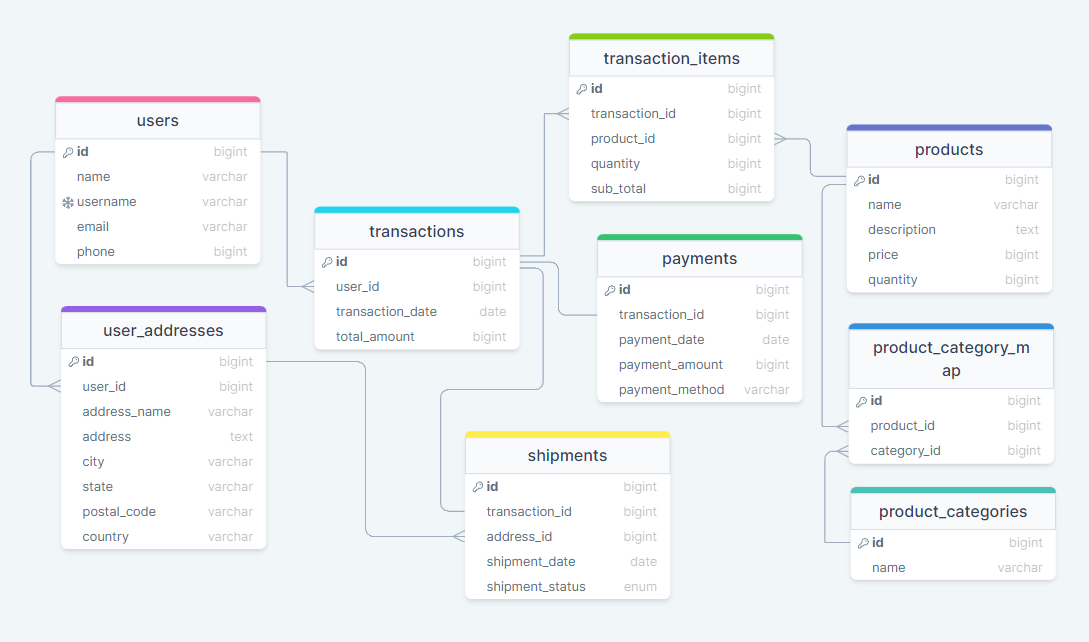 users
id bigint
name varchar
username varchar
email varchar
phone bigint
user_addresses
id bigint
user_id bigint
address_name varchar
address text
city varchar
state varchar
postal_code varchar
country varchar
transactions
id bigint
user_id bigint
transaction_date date
total_amount bigint
transaction_items
id bigint
transaction_id bigint
product_id bigint
quantity bigint
sub_total bigint
payments
id bigint
transaction_id bigint
payment_date date
payment_amount bigint
payment_method varchar
shipments
id bigint
transaction_id bigint
address_id bigint
shipment_date date
shipment_status enum
products
id bigint
name varchar
description text
price bigint
quantity bigint
product_category_m
ap
id bigint
product_id bigint
category_id bigint
product_categories
id bigint
name varchar